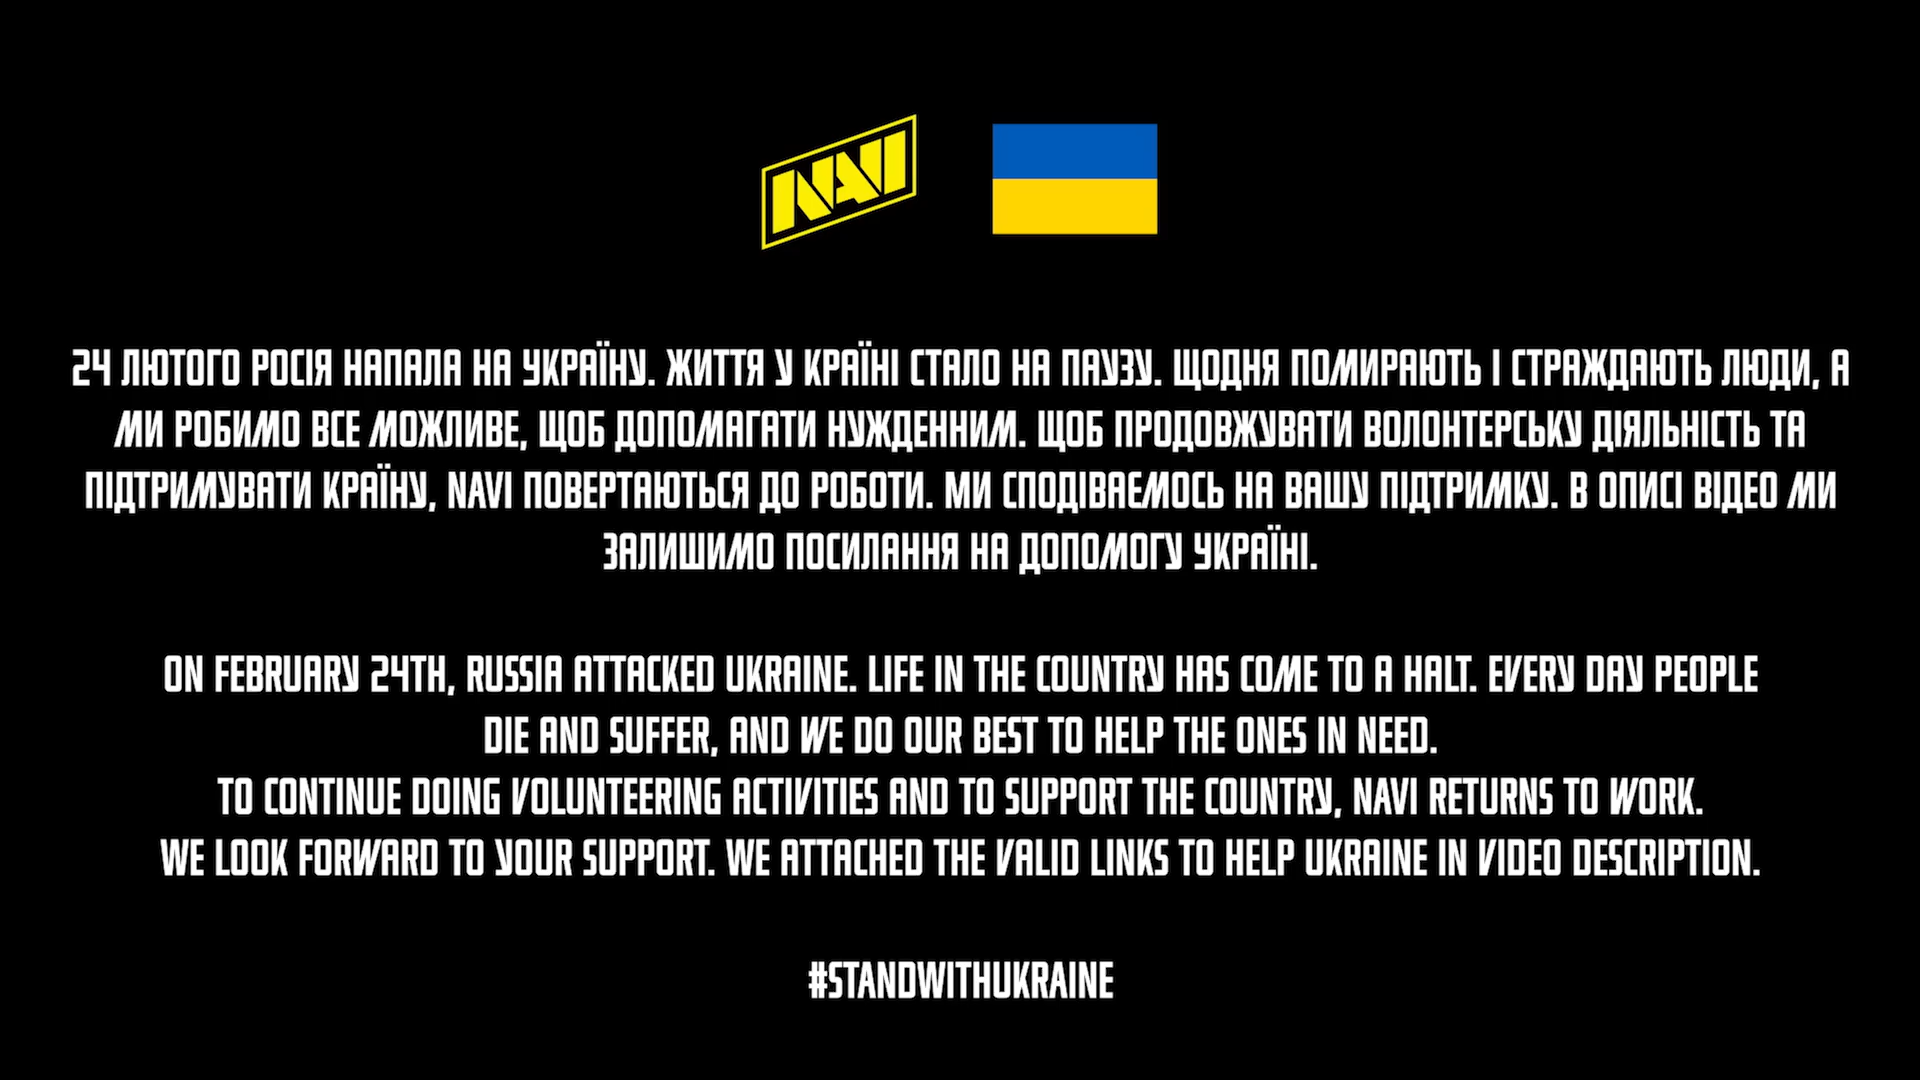 NAVI
24 ЛЮТОГО РОСІЯ НАПАЛА НА УКРАЇНУ. ЖИТТЯ У КРАЇНІ СТАЛО НА ПАУЗУ. ЩОДНЯ ПОМИРАЮТЬ І СТРАЖДАЮТЬ ЛЮДИ, А
МИ РОБИМО ВСЕ МОЖЛИВЕ, ЩОБ ДОПОМАГАТИ НУЖДЕННИМ. ЩОБ ПРОДОВЖУВАТИ ВОЛОНТЕРСЬКУ ДІЯЛЬНІСТЬ ТА
ПІДТРИМУВАТИ КРАЇНУ, NAVI ПОВЕРТАЮТЬСЯ ДО РОБОТИ. МИ СПОДІВАЄМОСЬ НА ВАШУ ПІДТРИМКУ. В ОПИСІ ВІДЕО МИ
ЗАЛИШИМО ПОСИЛАННЯ НА ДОПОМОГУ УКРАЇНІ.
ON FEBRUARY 24TH, RUSSIA ATTACKED UKRAINE. LIFE IN THE COUNTRY HAS COME TO A HALT. EVERY DAY PEOPLE
DIE AND SUFFER, AND WE DO OUR BEST TO HELP THE ONES IN NEED.
TO CONTINUE DOING VOLUNTEERING ACTIVITIES AND TO SUPPORT THE COUNTRY, NAVI RETURNS TO WORK.
WE LOOK FORWARD TO YOUR SUPPORT. WE ATTACHED THE VALID LINKS TO HELP UKRAINE IN VIDEO DESCRIPTION.
#STANDWITHUKRAINE